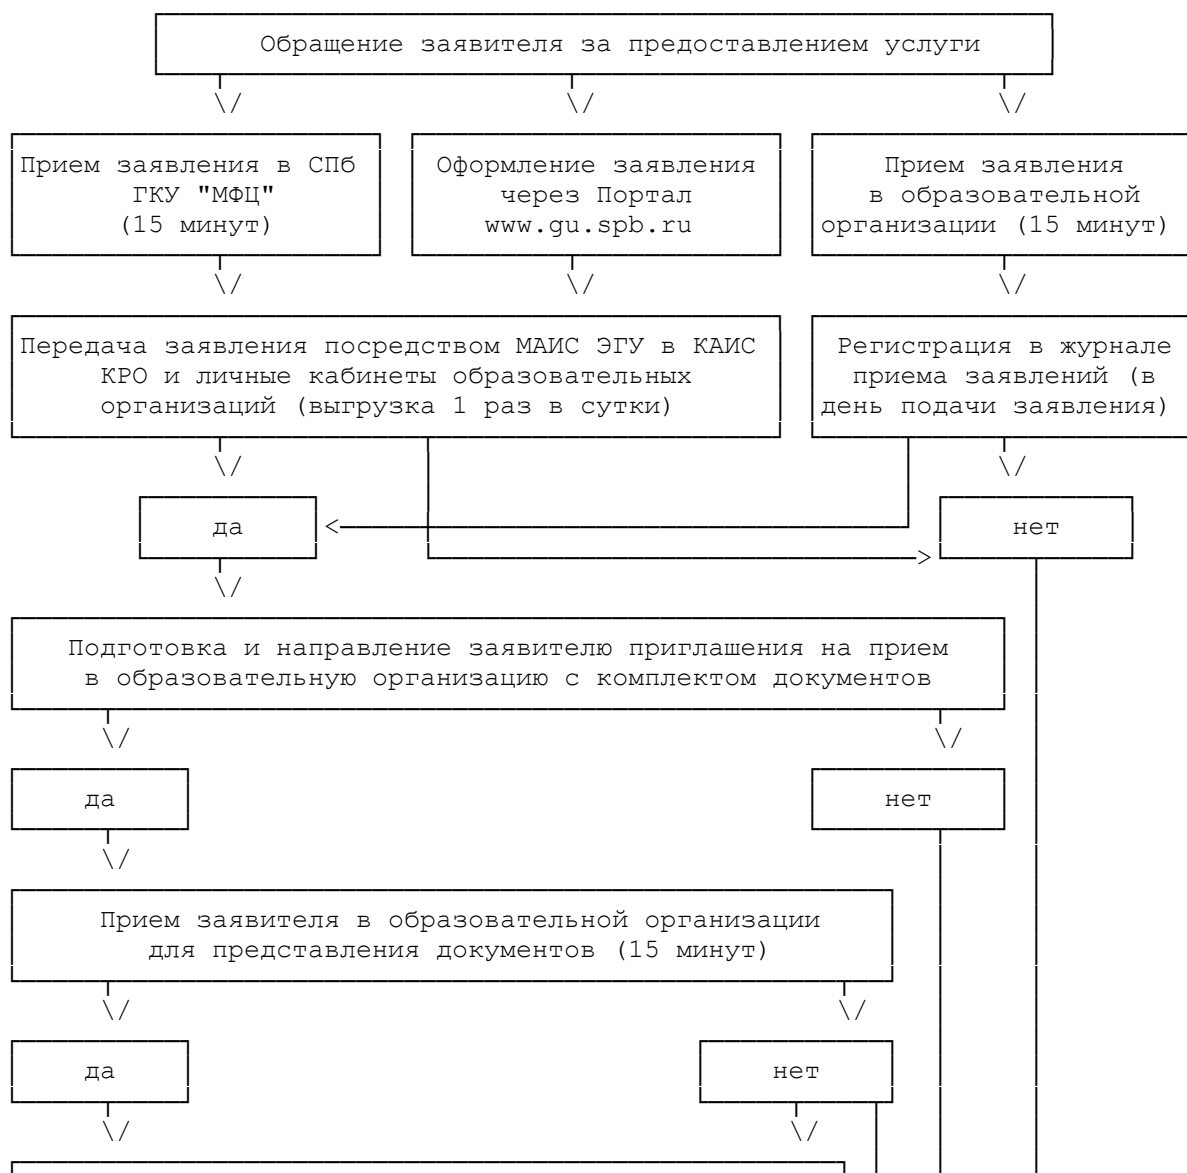 Обращение заявителя за предоставлением услуги
Прием заявления в СПб
ГКУ "МФЦ"
(15 минут)
Оформление заявления
через Портал
www.gu.spb.ru
Прием заявления
в образовательной
организации (15 минут)
Передача заявления посредством МАИС ЭГУ в КАИС
КРО и личные кабинеты образовательных
организаций (выгрузка 1 раз в сутки)
Регистрация в журнале
приема заявлений (в
день подачи заявления)
да
нет
Подготовка и направление заявителю приглашения на прием
в образовательную организацию с комплектом документов
да
нет
Прием заявителя в образовательной организации
для представления документов (15 минут)
да
нет